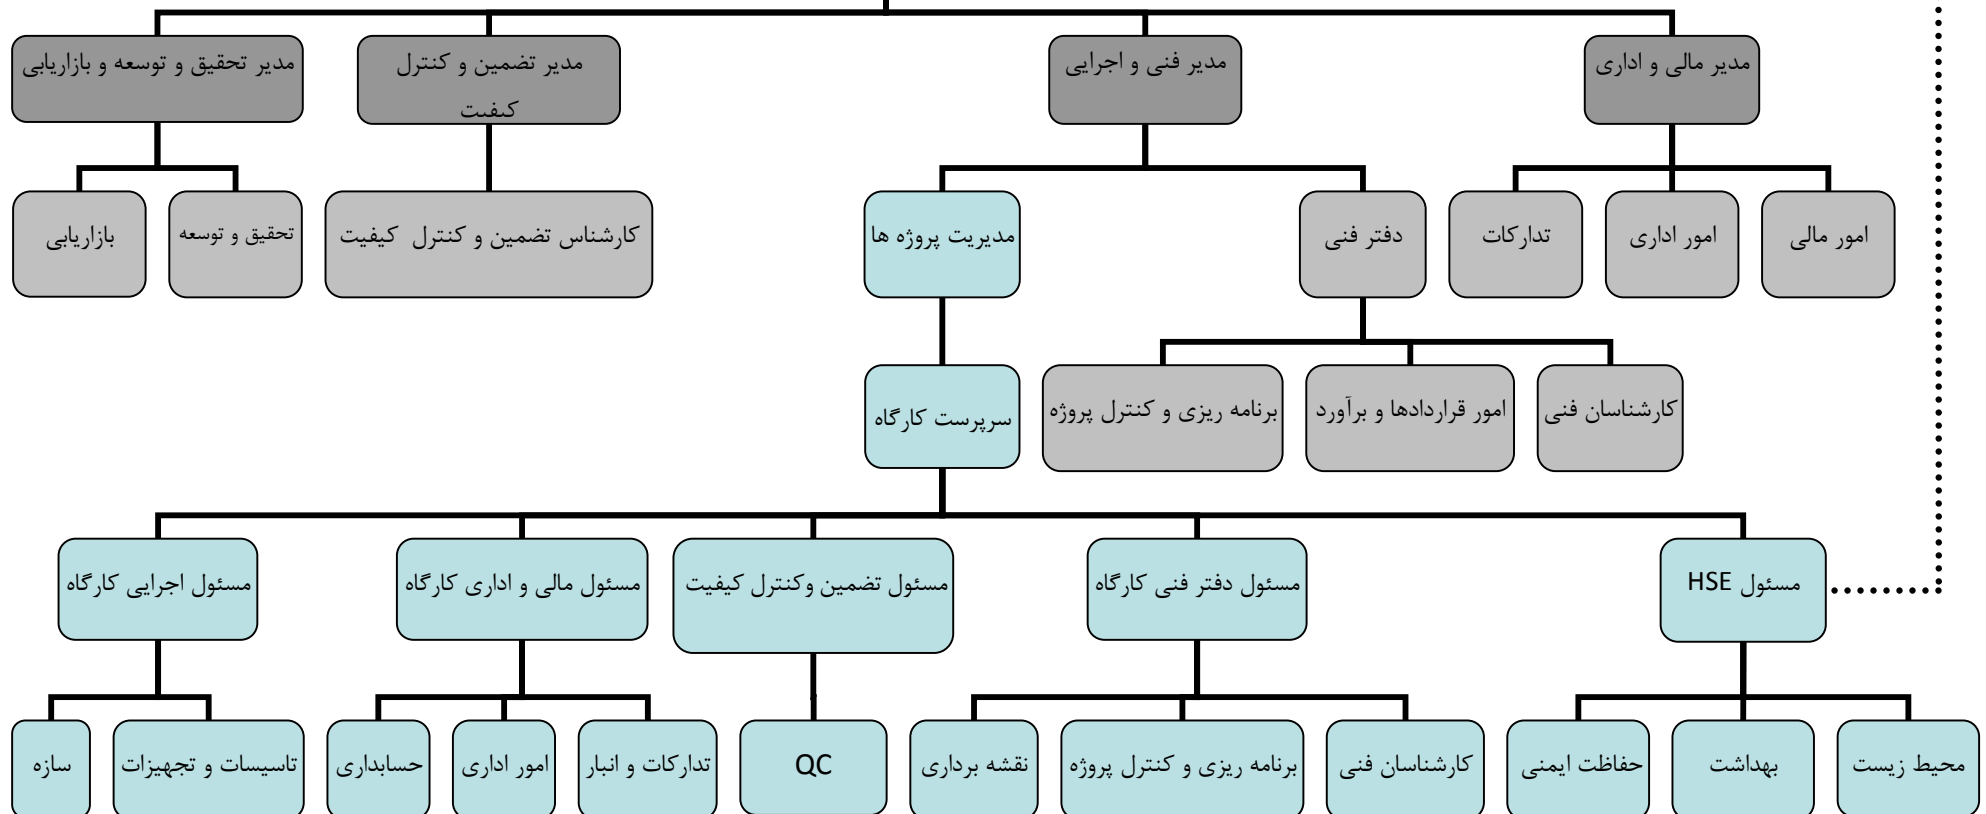 مدیر مالی و اداری
مدیر فنی و اجرایی
مدیر تضمین و کنترل
کیفیت
مدیر تحقیق و توسعه و بازاریابی
امور مالی
امور اداری
تدارکات
دفتر فنی
مدیریت پروژه ها
کارشناس تضمین و کنترل کیفیت
تحقیق و توسعه
بازاریابی
کارشناسان فنی
امور قراردادها و برآورد
برنامه ریزی و کنترل پروژه
سرپرست کارگاه
مسئول HSE
مسئول دفتر فنی کارگاه
مسئول تضمین وکنترل کیفیت
مسئول مالی و اداری کارگاه
مسئول اجرایی کارگاه
محیط زیست
بهداشت
حفاظت ایمنی
کارشناسان فنی
برنامه ریزی و کنترل پروژه
نقشه برداری
QC
تدارکات و انبار
امور اداری
حسابداری
تاسیسات و تجهیزات
سازه